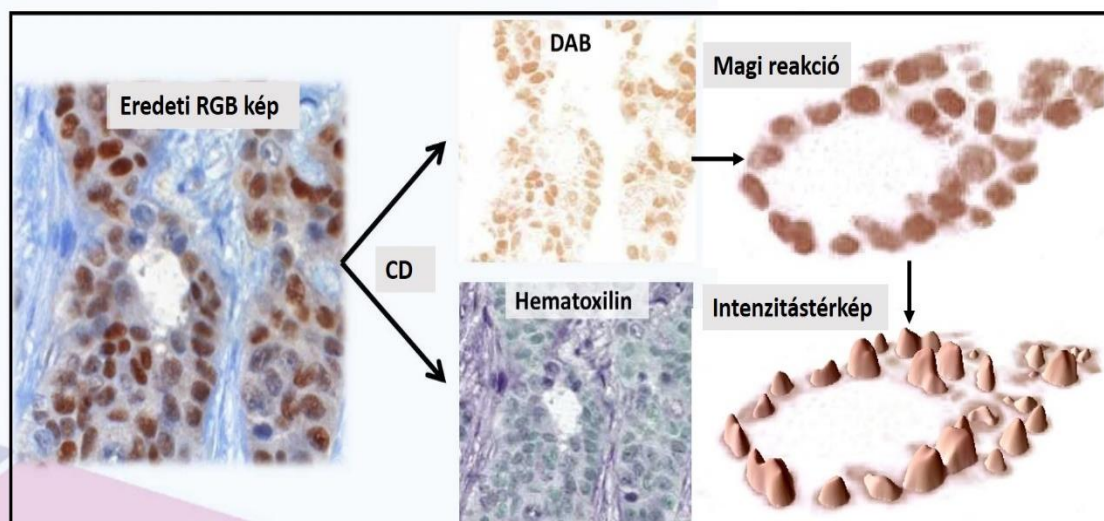 Eredeti RGB kép
CD
DAB
Hematoxilin
Magi reakció
Intenzitástérkép